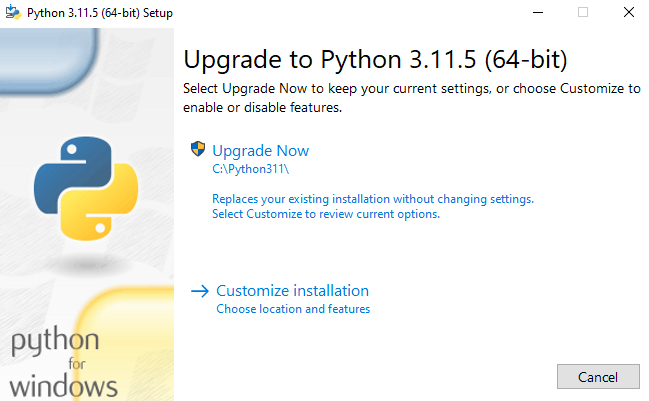 Python 3.11.5 (64-bit) Setup
Upgrade to Python 3.11.5 (64-bit)
Select Upgrade Now to keep your current settings, or choose Customize to
enable or disable features.
Upgrade Now
C:\Python311\
Replaces your existing installation without changing settings.
Select Customize to review current options.
Customize installation
Choose location and features
python
for
windows
Cancel